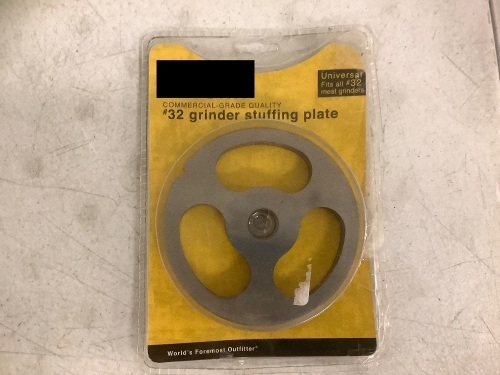 Universal
Fits all #32
meat grinders
COMMERCIAL-GRADE QUALITY
#32 grinder stuffing plate
World's Foremost Outfitter®